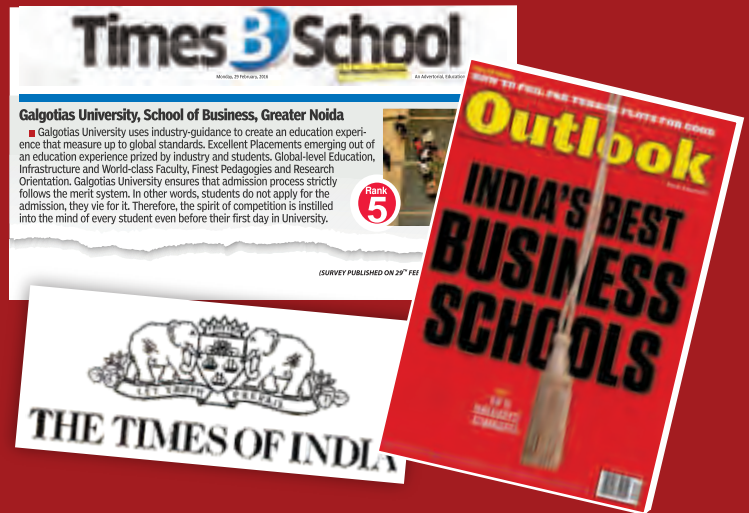 Times B School
Monday, 29 February, 2016
An Advertorial, Education
Galgotias University, School of Business, Greater Noida
Galgotias University uses industry-guidance to create an education experi-
ence that measure up to global standards. Excellent Placements emerging out of
an education experience prized by industry and students. Global-level Education,
Infrastructure and World-class Faculty, Finest Pedagogies and Research
Orientation. Galgotias University ensures that admission process strictly
follows the merit system. In other words, students do not apply for the
admission, they vie for it. Therefore, the spirit of competition is instilled
into the mind of every student even before their first day in University.
Rank
5
(SURVEY PUBLISHED ON 29TH FEB
LET TRUTH PREVAIL
THE TIMES OF INDIA
Outlook
INDIA'S BEST
BUSINESS
SCHOOLS